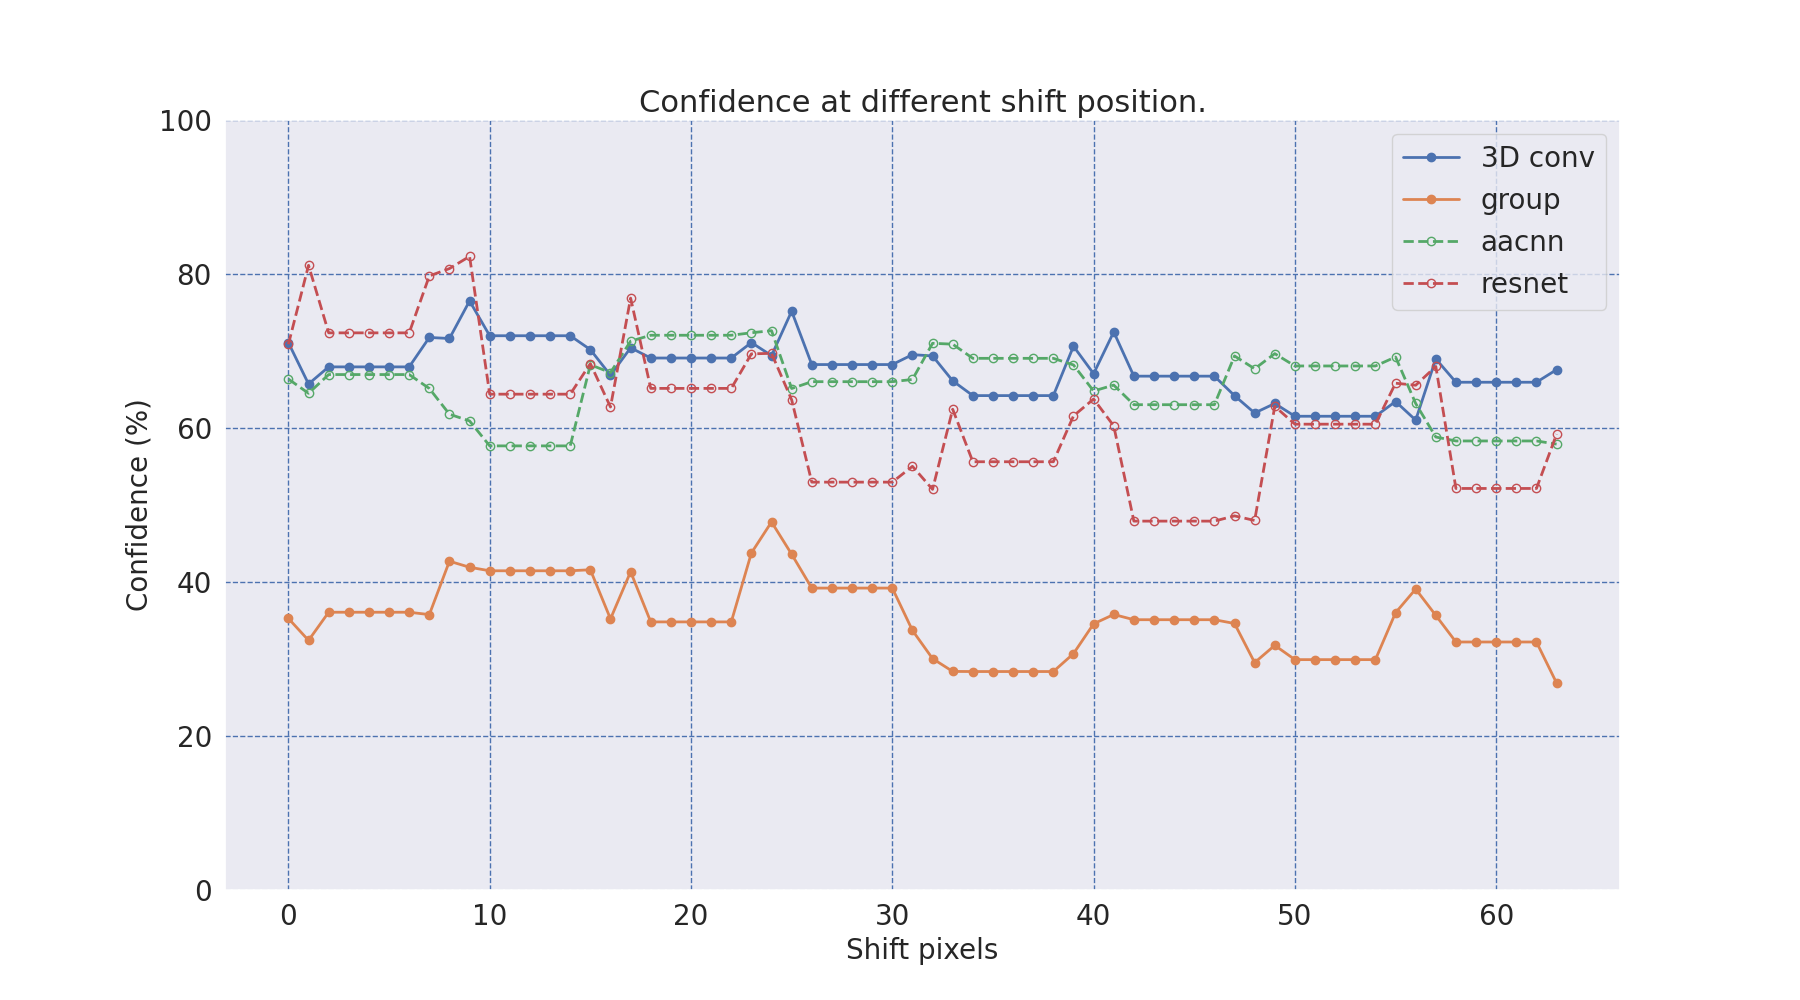 Confidence at different shift position.
100
80
60
40
20
0
Confidence (%)
3D conv
group
aacnn
resnet
0 10 20 30 40 50 60
Shift pixels